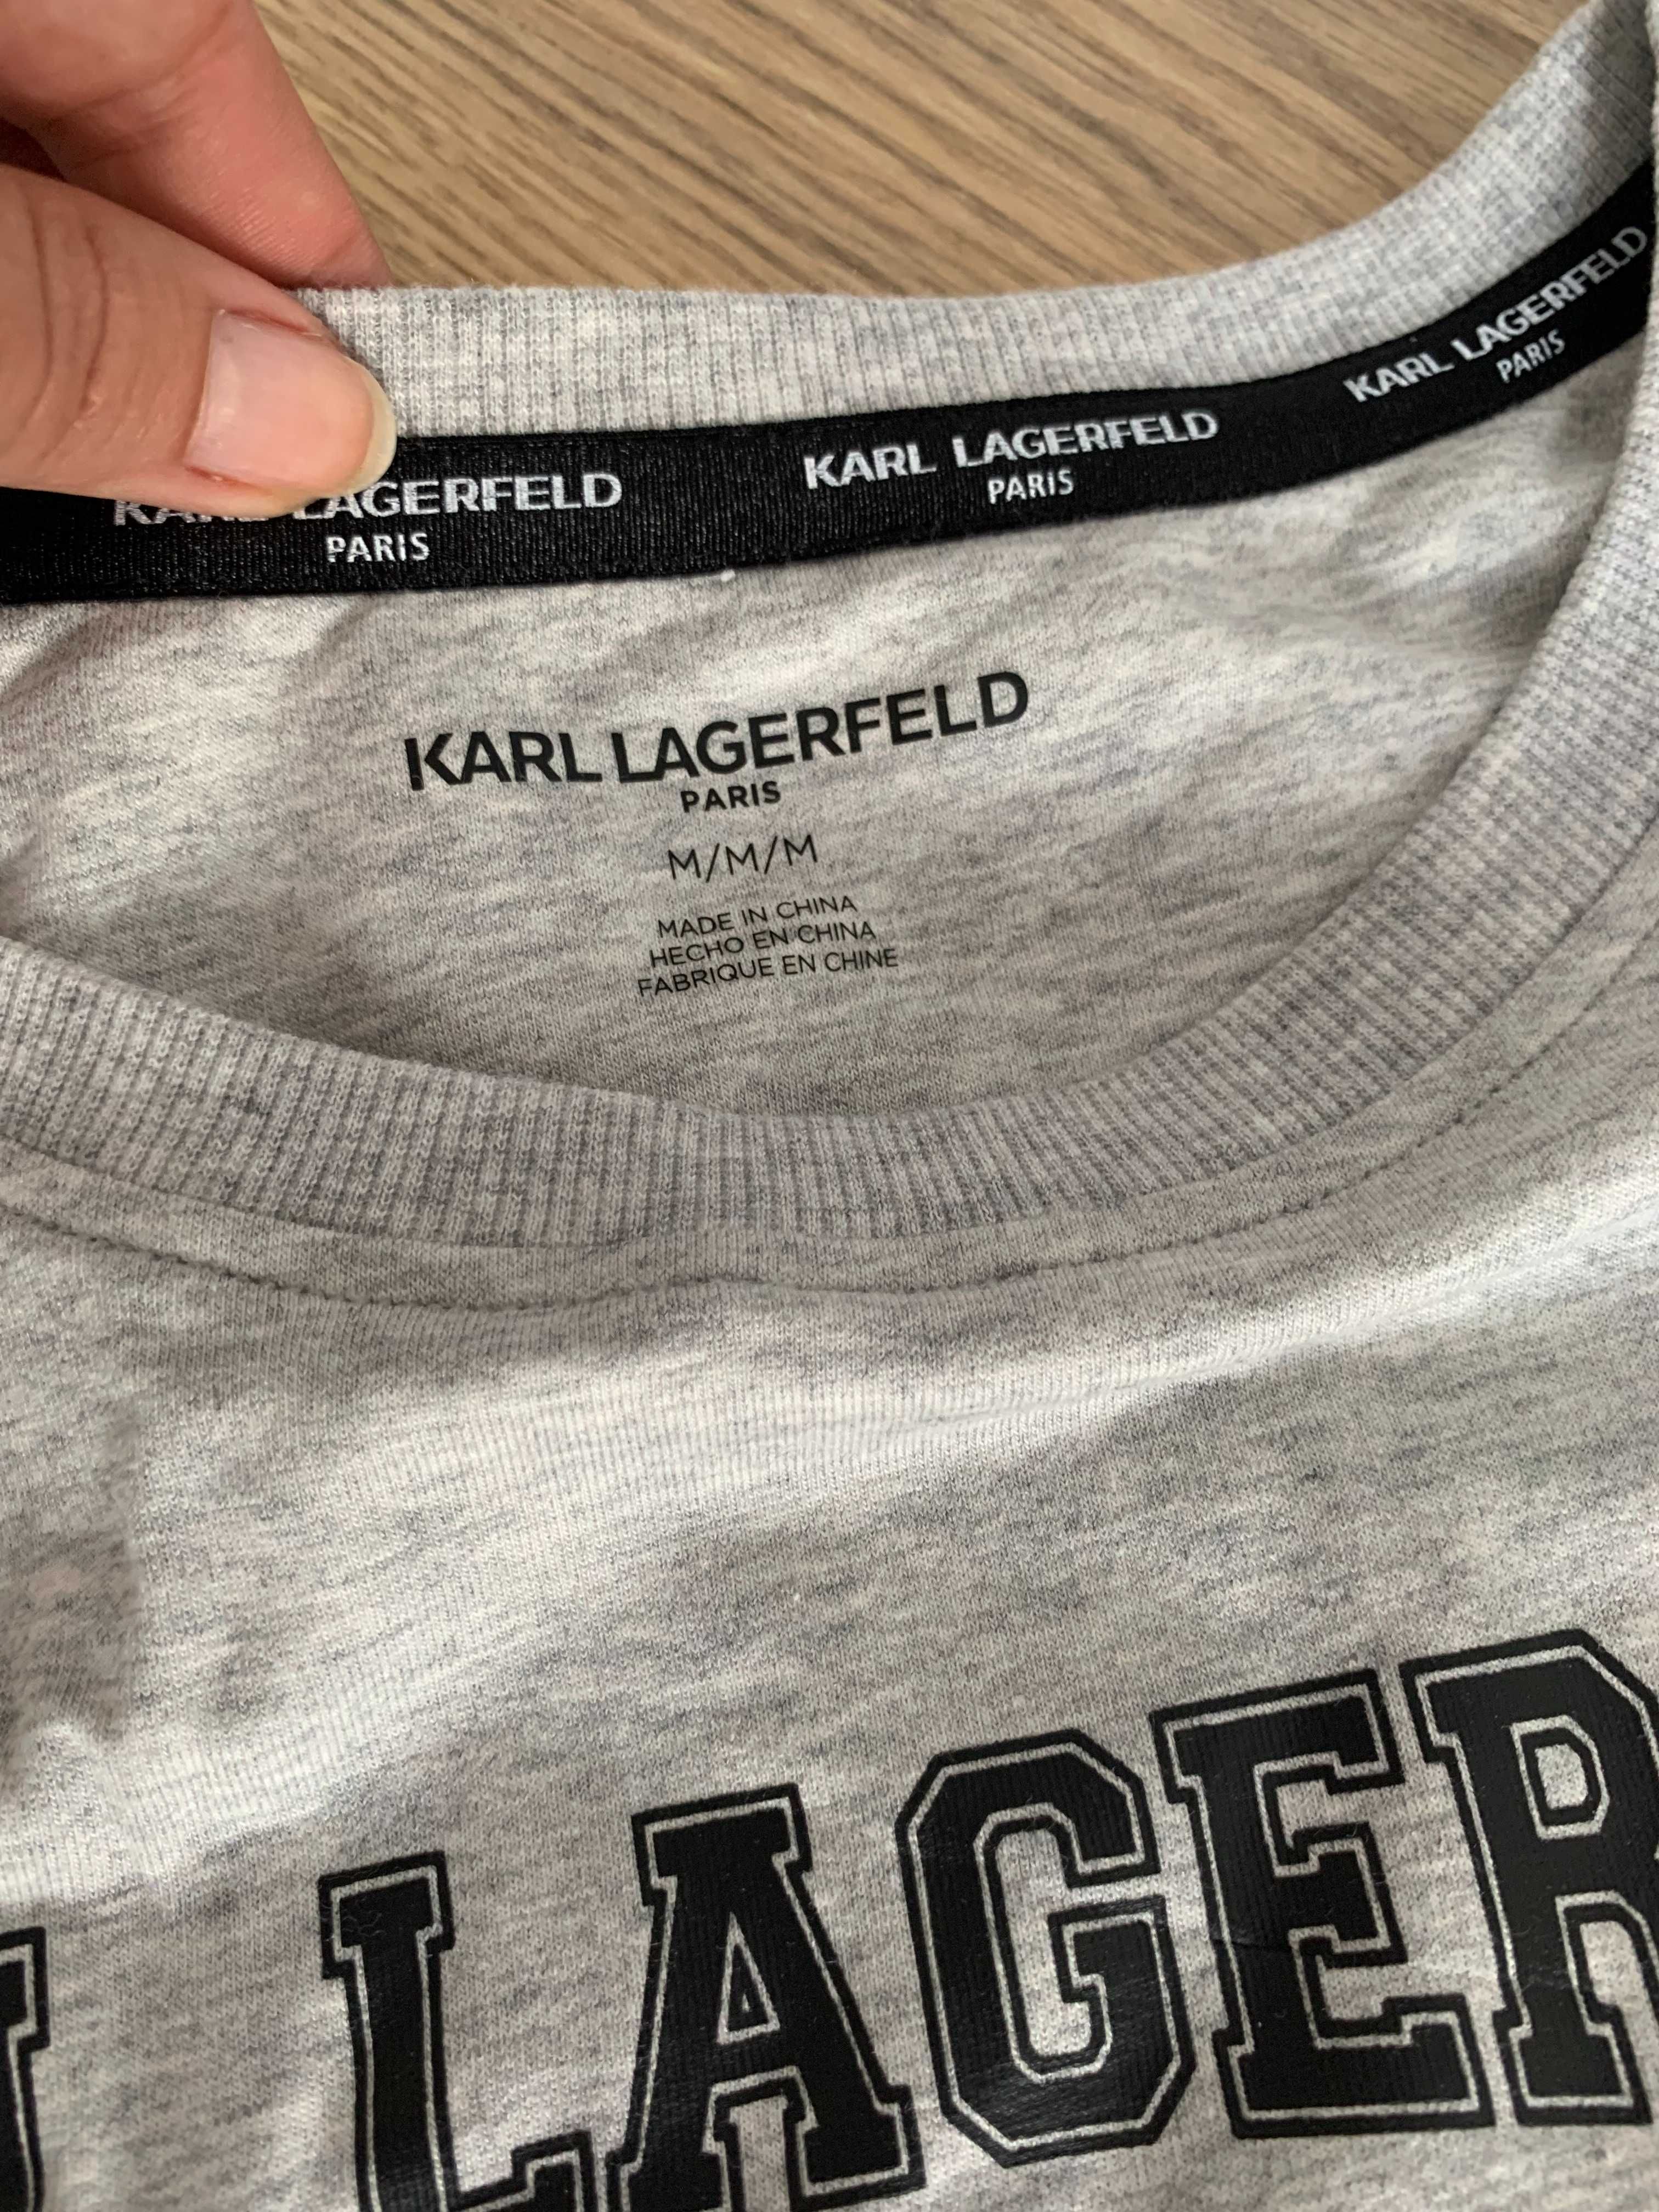 KARL LAGERFELD
PARIS
KARL LAGERFELD
PARIS
LAGERFELD
PARIS
KARL LAGERFELD
PARIS
M/M/M
MADE IN CHINA
HECHO EN CHINA
FABRIQUE EN CHINE
LAGER